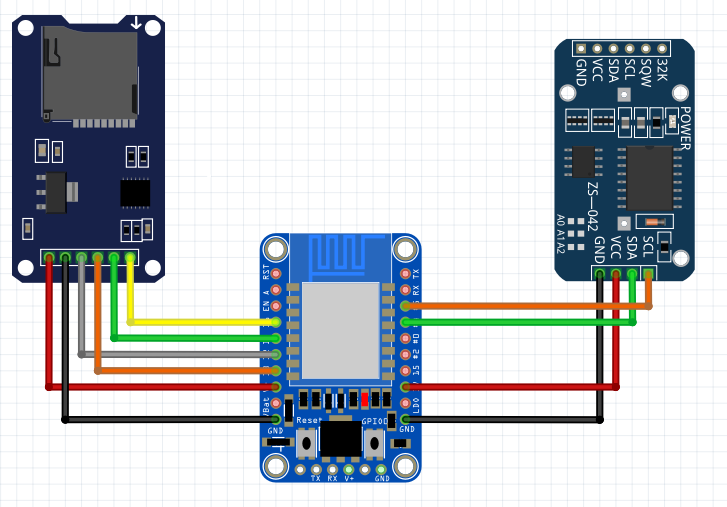 GND
VCC
SDA
SCL
SQW
32K
POWER
ZS-042
A0 A1 A2
GND
VCC
SDA
SCL
RST
A
EN
VBat
GND
TX
RX
#0
#2
15
LDO
GND
Reset
GPIO0
TX RX V+ GND